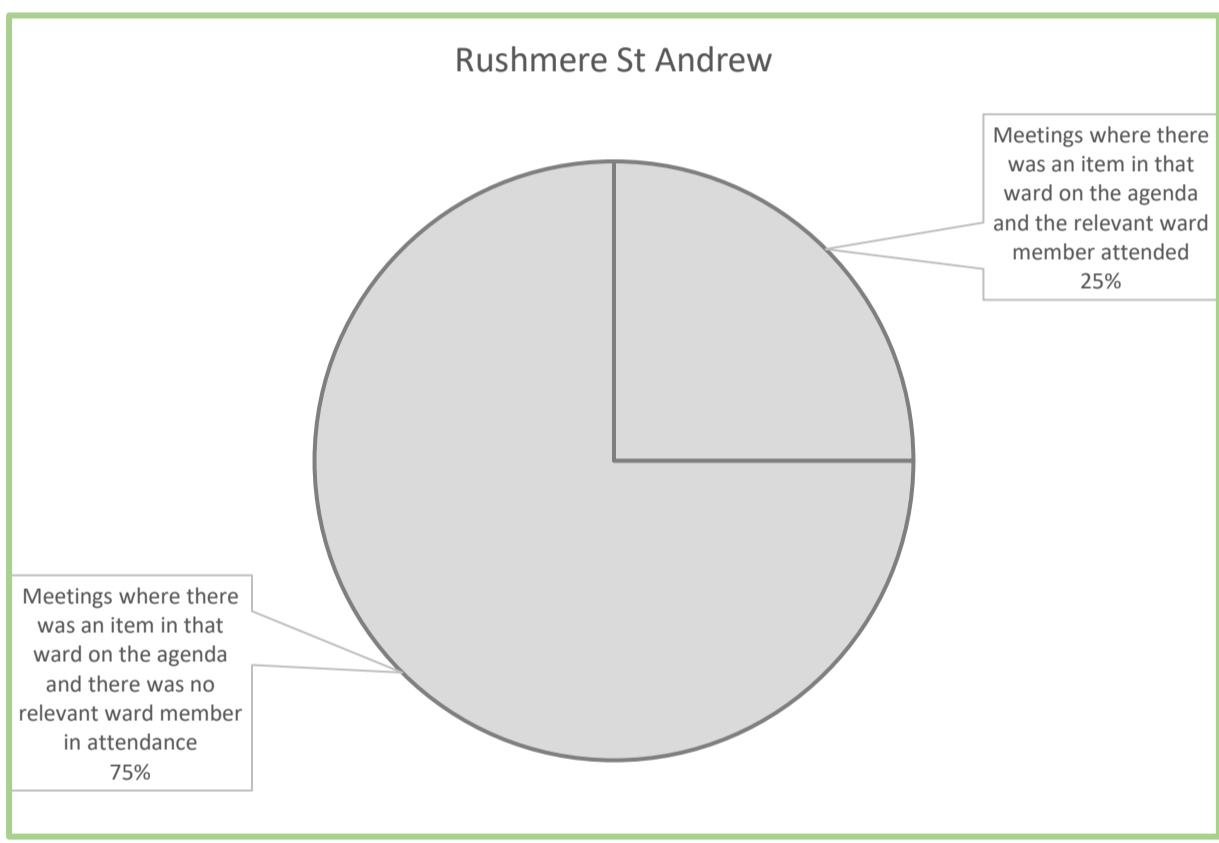 Rushmere St Andrew
Meetings where there
was an item in that
ward on the agenda
and the relevant ward
member attended
25%
Meetings where there
was an item in that
ward on the agenda
and there was no
relevant ward member
in attendance
75%